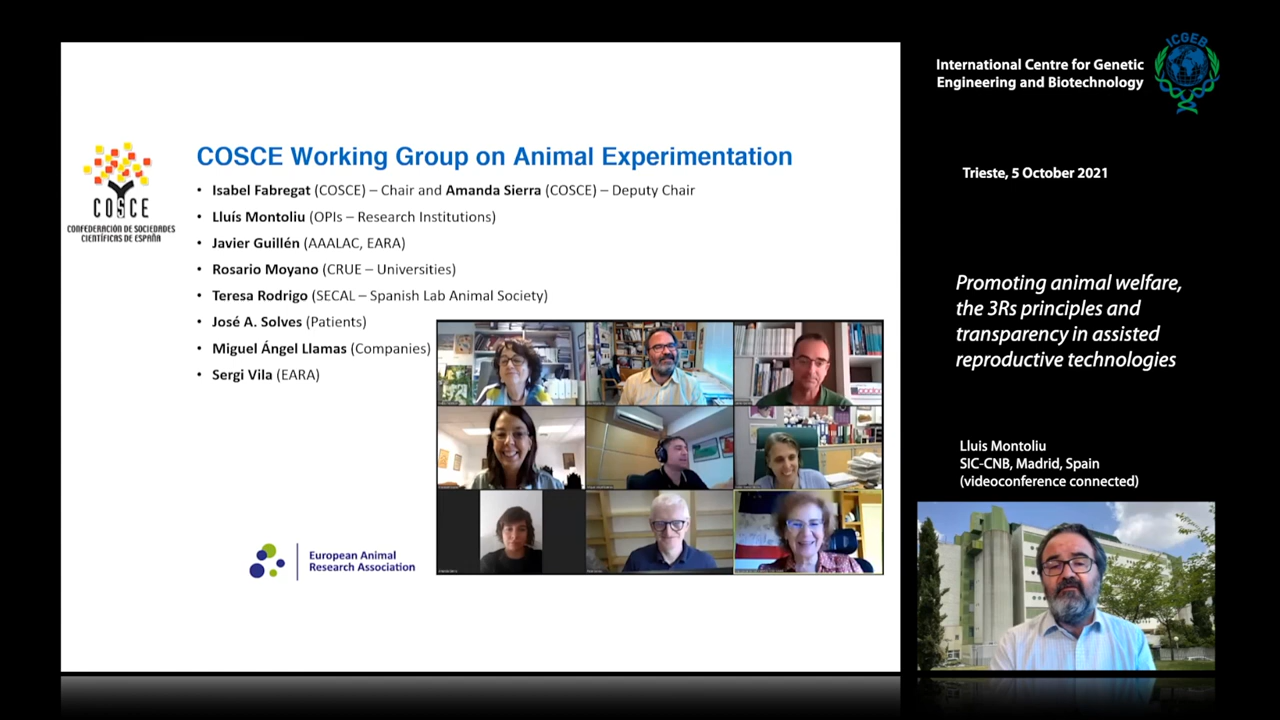 COSCE Working Group on Animal Experimentation
• Isabel Fabregat (COSCE) – Chair and Amanda Sierra (COSCE) – Deputy Chair
• Lluís Montoliu (OPIs – Research Institutions)
• Javier Guillén (AAALAC, EARA)
• Rosario Moyano (CRUE – Universities)
• Teresa Rodrigo (SECAL – Spanish Lab Animal Society)
• José A. Solves (Patients)
• Miguel Ángel Llamas (Companies)
• Sergi Vila (EARA)
COSCE
CONFEDERACIÓN DE SOCIEDADES
CIENTÍFICAS DE ESPAÑA
European Animal
Research Association
International Centre for Genetic
Engineering and Biotechnology
ICGEB
Trieste, 5 October 2021
Promoting animal welfare,
the 3Rs principles and
transparency in assisted
reproductive technologies
Lluis Montoliu
SIC-CNB, Madrid, Spain
(videoconference connected)